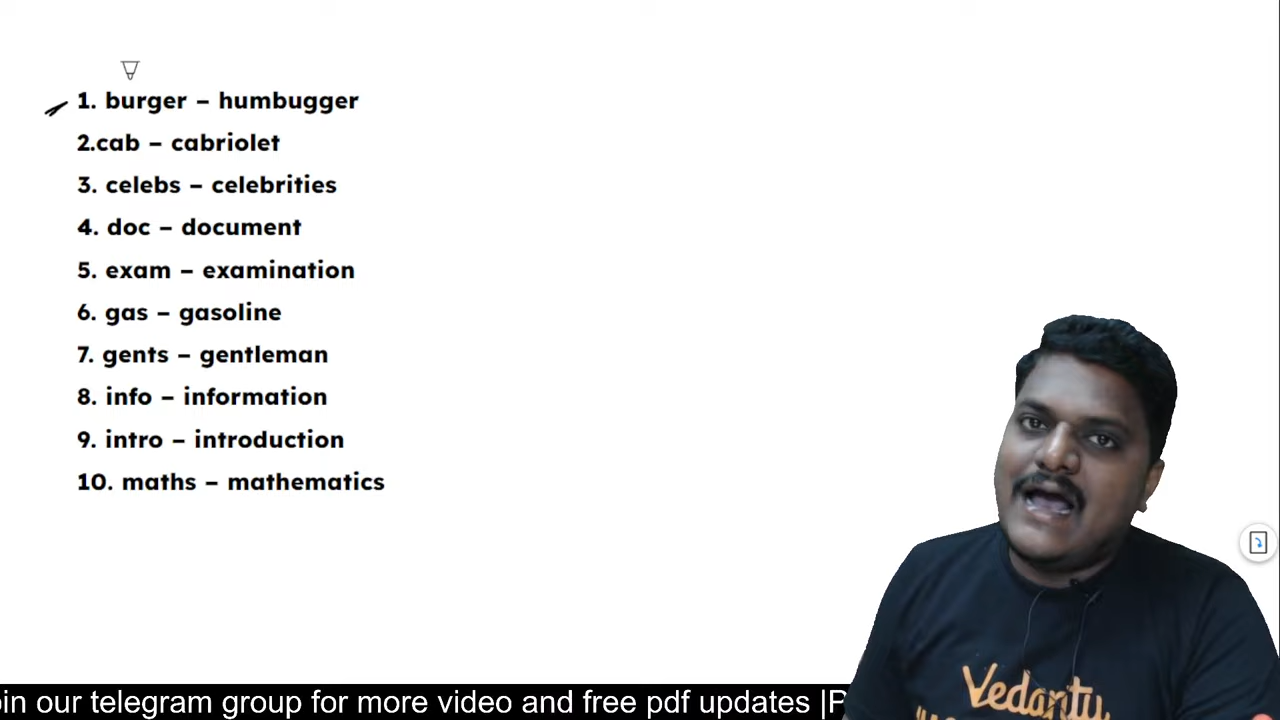 1. burger – humbugger
2.cab – cabriolet
3. celebs – celebrities
4. doc – document
5. exam – examination
6. gas – gasoline
7. gents – gentleman
8. info – information
9. intro – introduction
10. maths – mathematics
Vedantu
in our telegram group for more video and free pdf updates |P